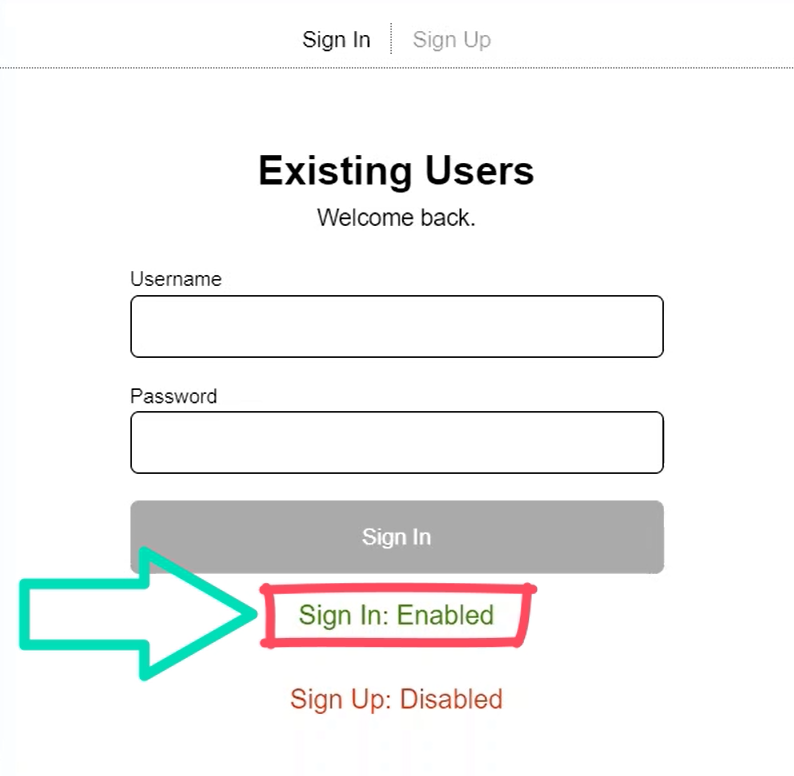 Sign In Sign Up
Existing Users
Welcome back.
Username
Password
Sign In
Sign In: Enabled
Sign Up: Disabled